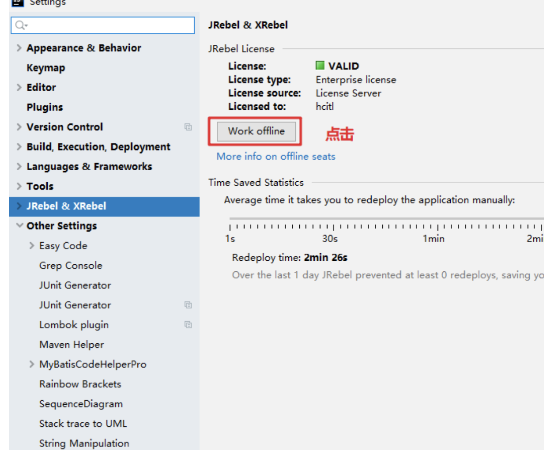 Settings
Appearance & Behavior
Keymap
Editor
Plugins
Version Control
Build, Execution, Deployment
Languages & Frameworks
Tools
JRebel & XRebel
Other Settings
Easy Code
Grep Console
JUnit Generator
JUnit Generator
Lombok plugin
Maven Helper
MyBatisCodeHelperPro
Rainbow Brackets
SequenceDiagram
Stack trace to UML
String Manipulation
JRebel & XRebel
JRebel License
License: VALID
License type: Enterprise license
License source: License Server
Licensed to: hcitl
Work offline 点击
More info on offline seats
Time Saved Statistics
Average time it takes you to redeploy the application manually:
1s 30s 1min 2mi
Redeploy time: 2min 26s
Over the last 1 day JRebel prevented at least 0 redeploys, saving yo